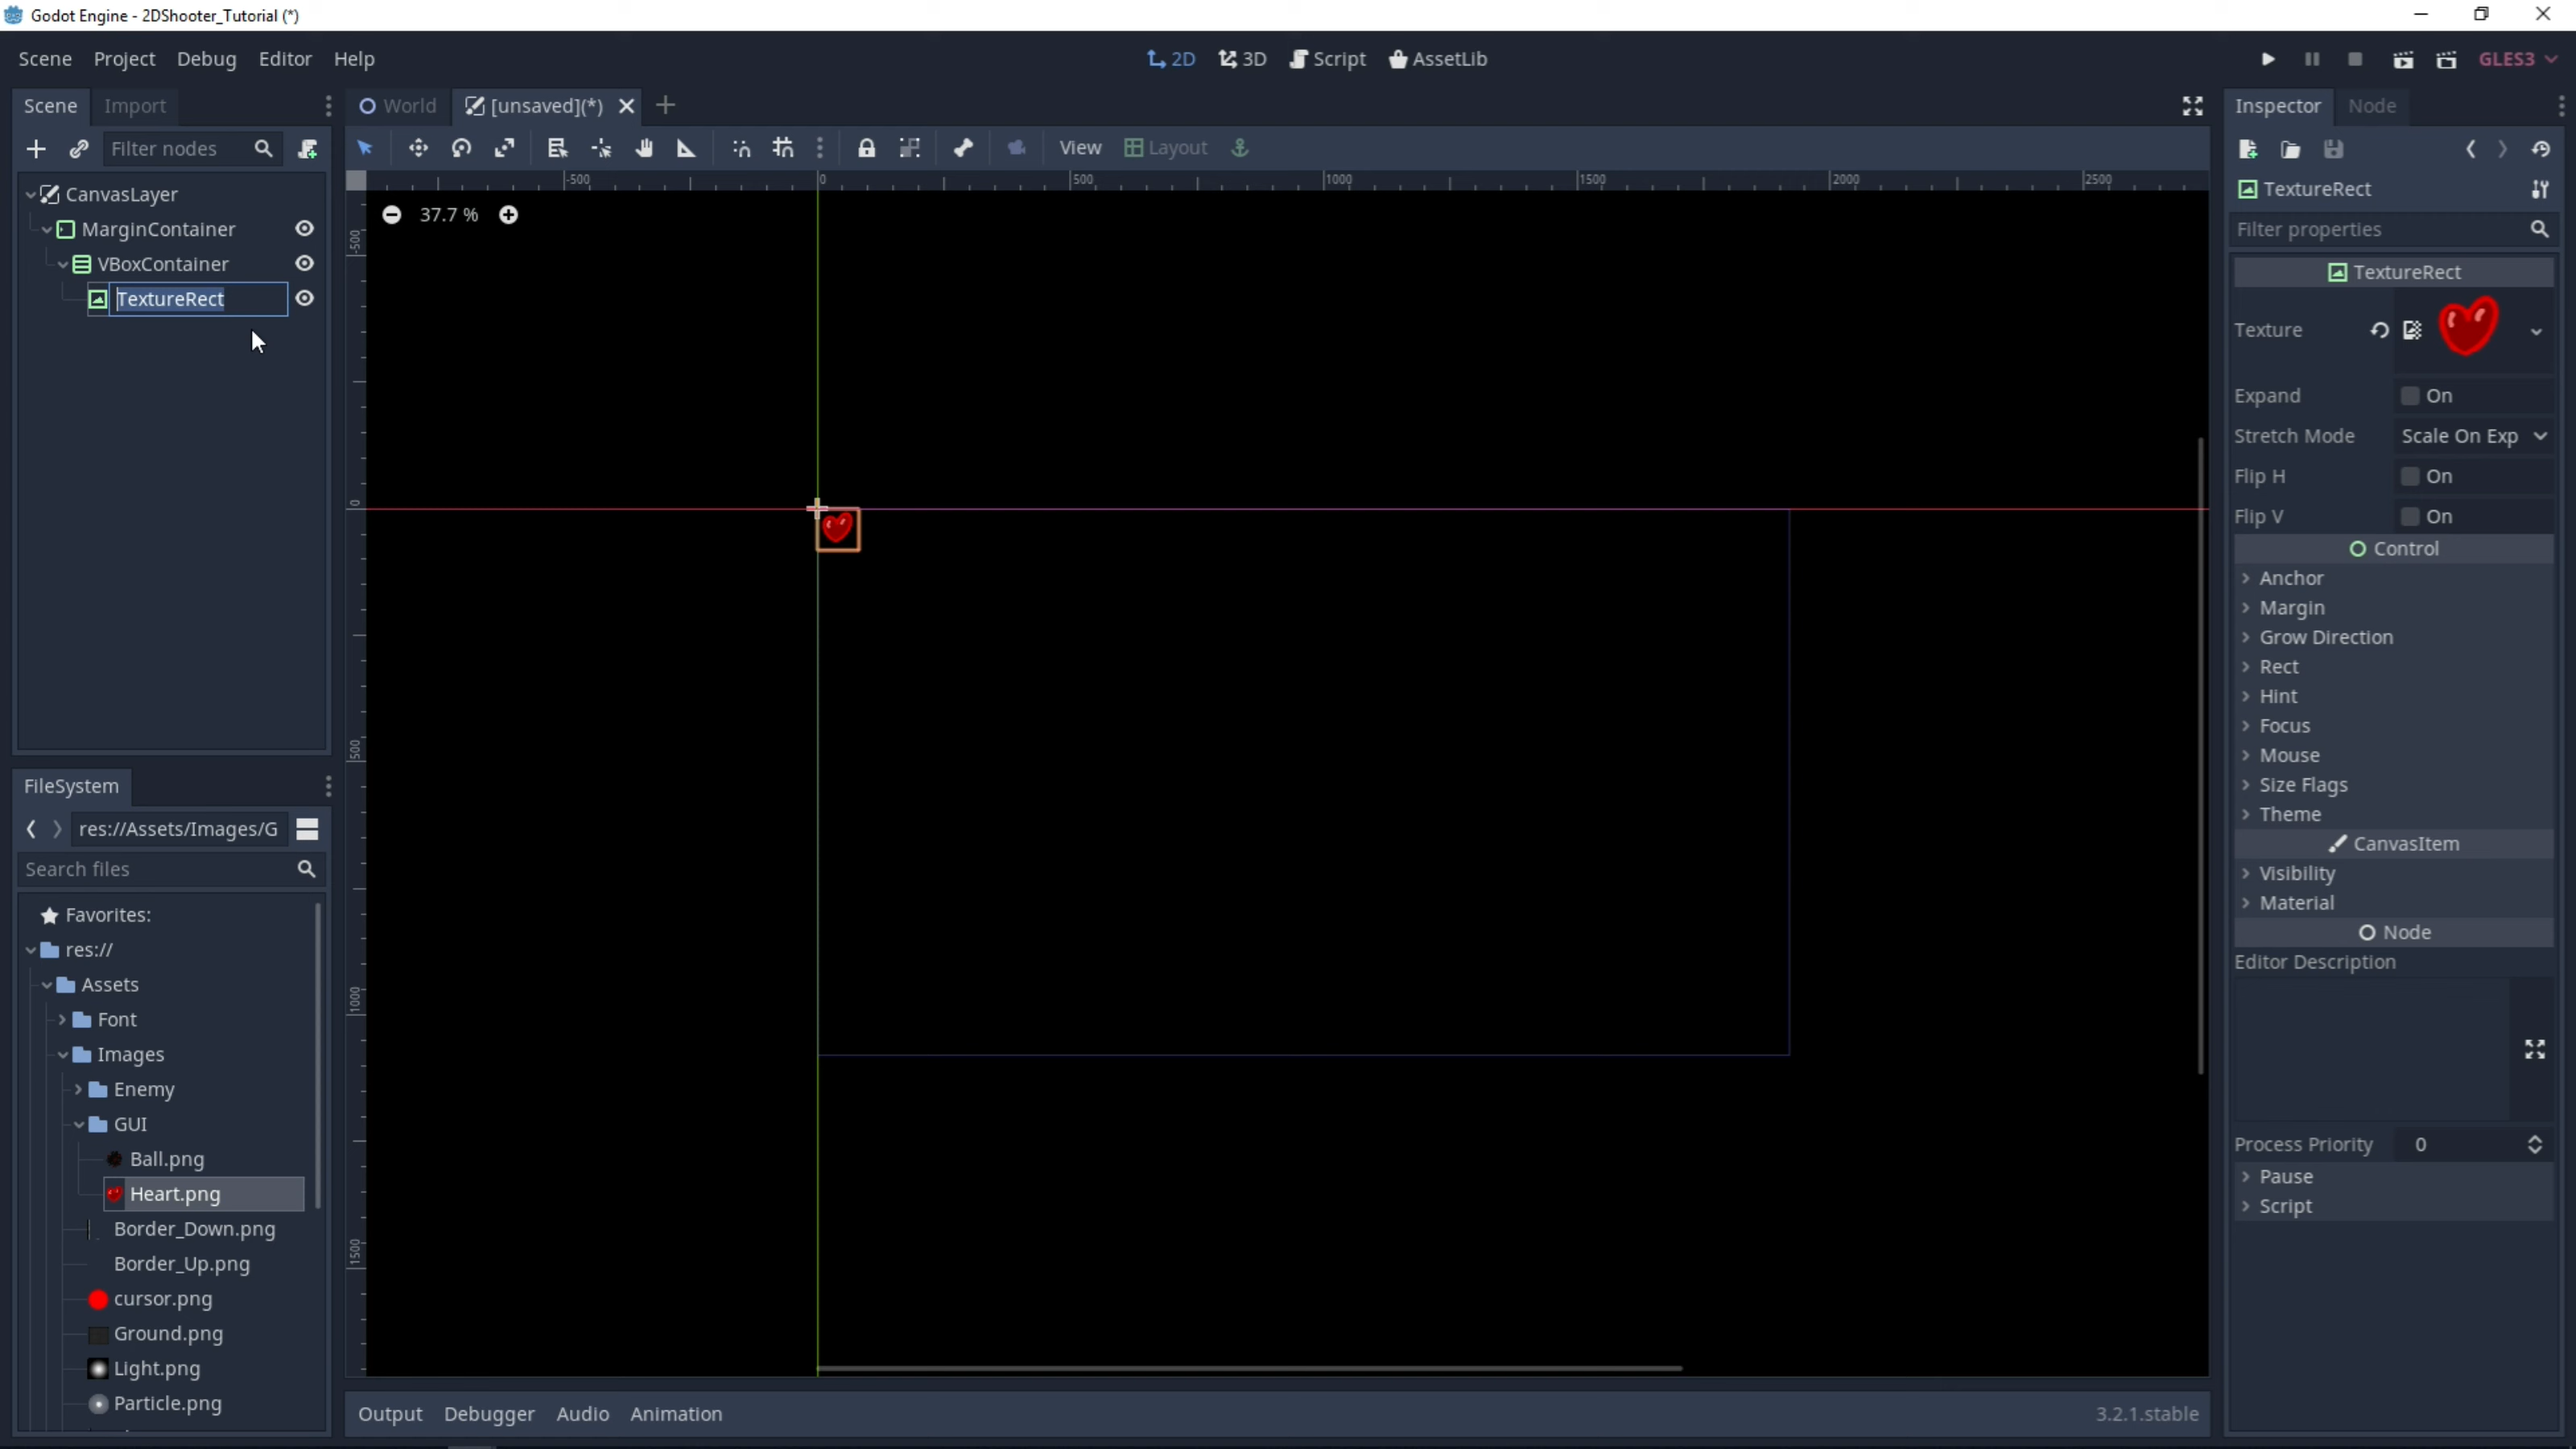 Godot Engine - 2DShooter_Tutorial (*)
Scene Project Debug Editor Help
2D 3D Script AssetLib
GLES3
Scene Import
World [unsaved](*)
Inspector Node
Filter nodes
View Layout
-500 0 500 1000 1500 2000 2500
37.7 %
CanvasLayer
MarginContainer
VBoxContainer
TextureRect
-500
0
500
1000
1500
FileSystem
res://Assets/Images/G
Search files
Favorites:
res://
Assets
Font
Images
Enemy
GUI
Ball.png
Heart.png
Border_Down.png
Border_Up.png
cursor.png
Ground.png
Light.png
Particle.png
Output Debugger Audio Animation
3.2.1.stable
TextureRect
Filter properties
TextureRect
Texture
Expand On
Stretch Mode Scale On Exp
Flip H On
Flip V On
Control
Anchor
Margin
Grow Direction
Rect
Hint
Focus
Mouse
Size Flags
Theme
CanvasItem
Visibility
Material
Node
Editor Description
Process Priority 0
Pause
Script